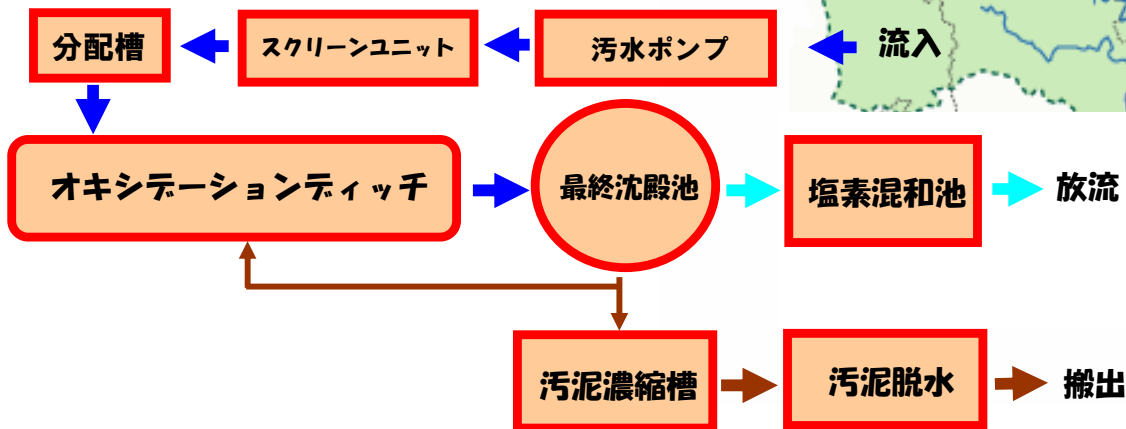 流入
汚水ポンプ
スクリーンユニット
分配槽
オキシデーションディッチ
最終沈殿池
塩素混和池
放流
汚泥濃縮槽
汚泥脱水
搬出